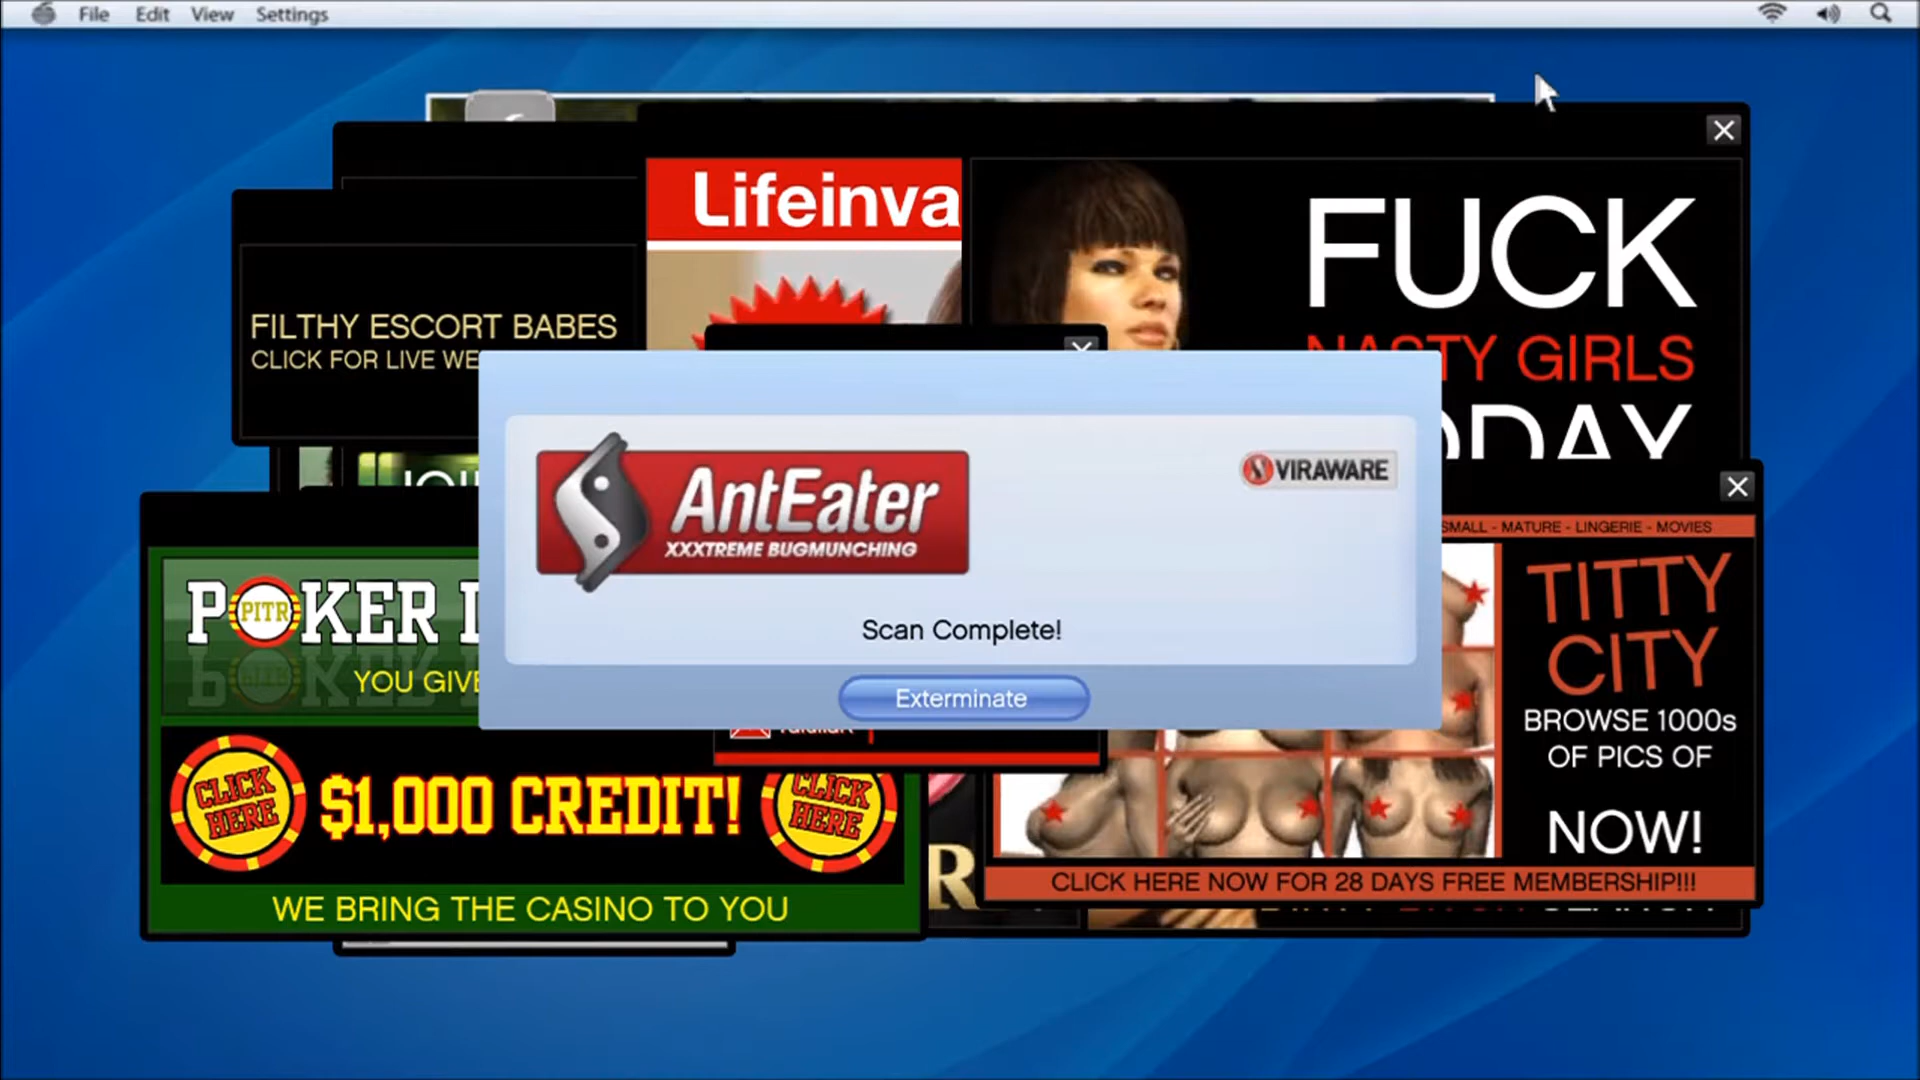 File Edit View Settings
Lifeinva
FUCK
NASTY GIRLS
TODAY
FILTHY ESCORT BABES
CLICK FOR LIVE WE
AntEater
XXXTREME BUGMUNCHING
VIRAWARE
Scan Complete!
Exterminate
SMALL - MATURE - LINGERIE - MOVIES
TITTY
CITY
BROWSE 1000s
OF PICS OF
NOW!
CLICK HERE NOW FOR 28 DAYS FREE MEMBERSHIP!!!
POKER
PITR
YOU GIVE
CLICK
HERE
$1,000 CREDIT!
CLICK
HERE
WE BRING THE CASINO TO YOU
R